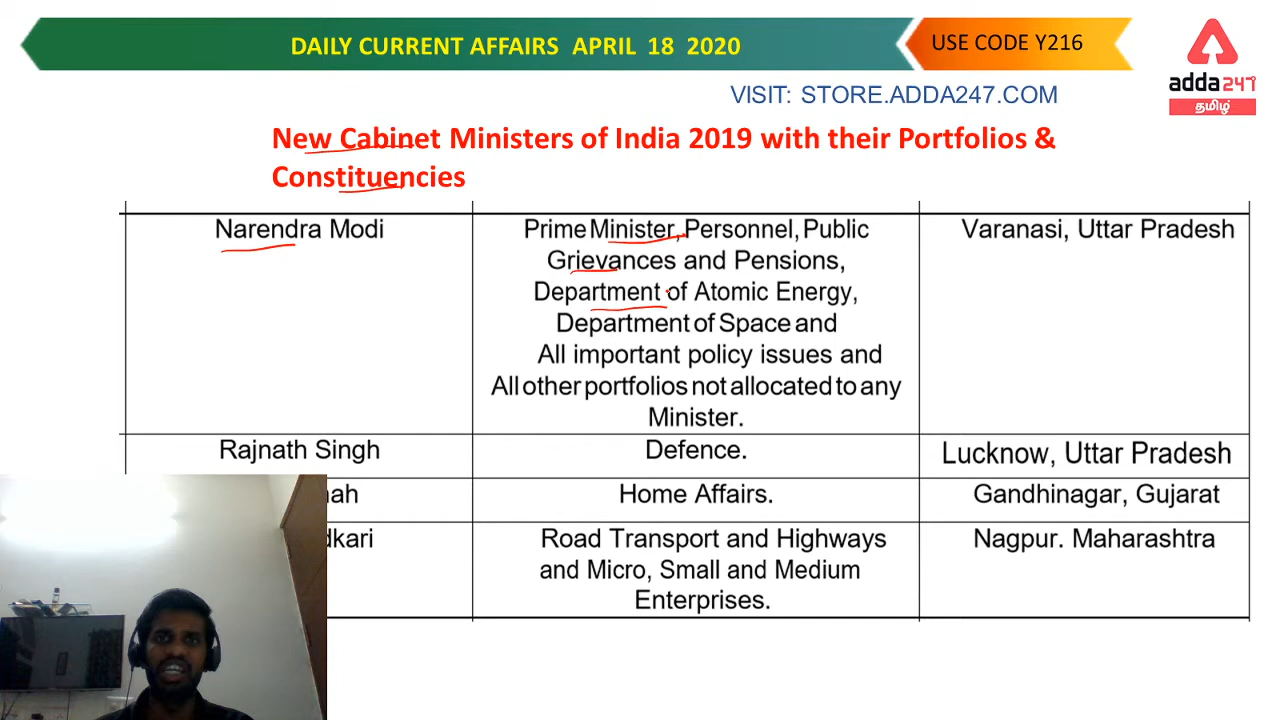 DAILY CURRENT AFFAIRS APRIL 18 2020
USE CODE Y216
adda247
தமிழ்
VISIT: STORE.ADDA247.COM
New Cabinet Ministers of India 2019 with their Portfolios &
Constituencies
Narendra Modi
Prime Minister, Personnel, Public
Grievances and Pensions,
Department of Atomic Energy,
Department of Space and
All important policy issues and
All other portfolios not allocated to any
Minister.
Varanasi, Uttar Pradesh
Rajnath Singh
Defence.
Lucknow, Uttar Pradesh
Home Affairs.
Gandhinagar, Gujarat
Road Transport and Highways
and Micro, Small and Medium
Enterprises.
Nagpur. Maharashtra